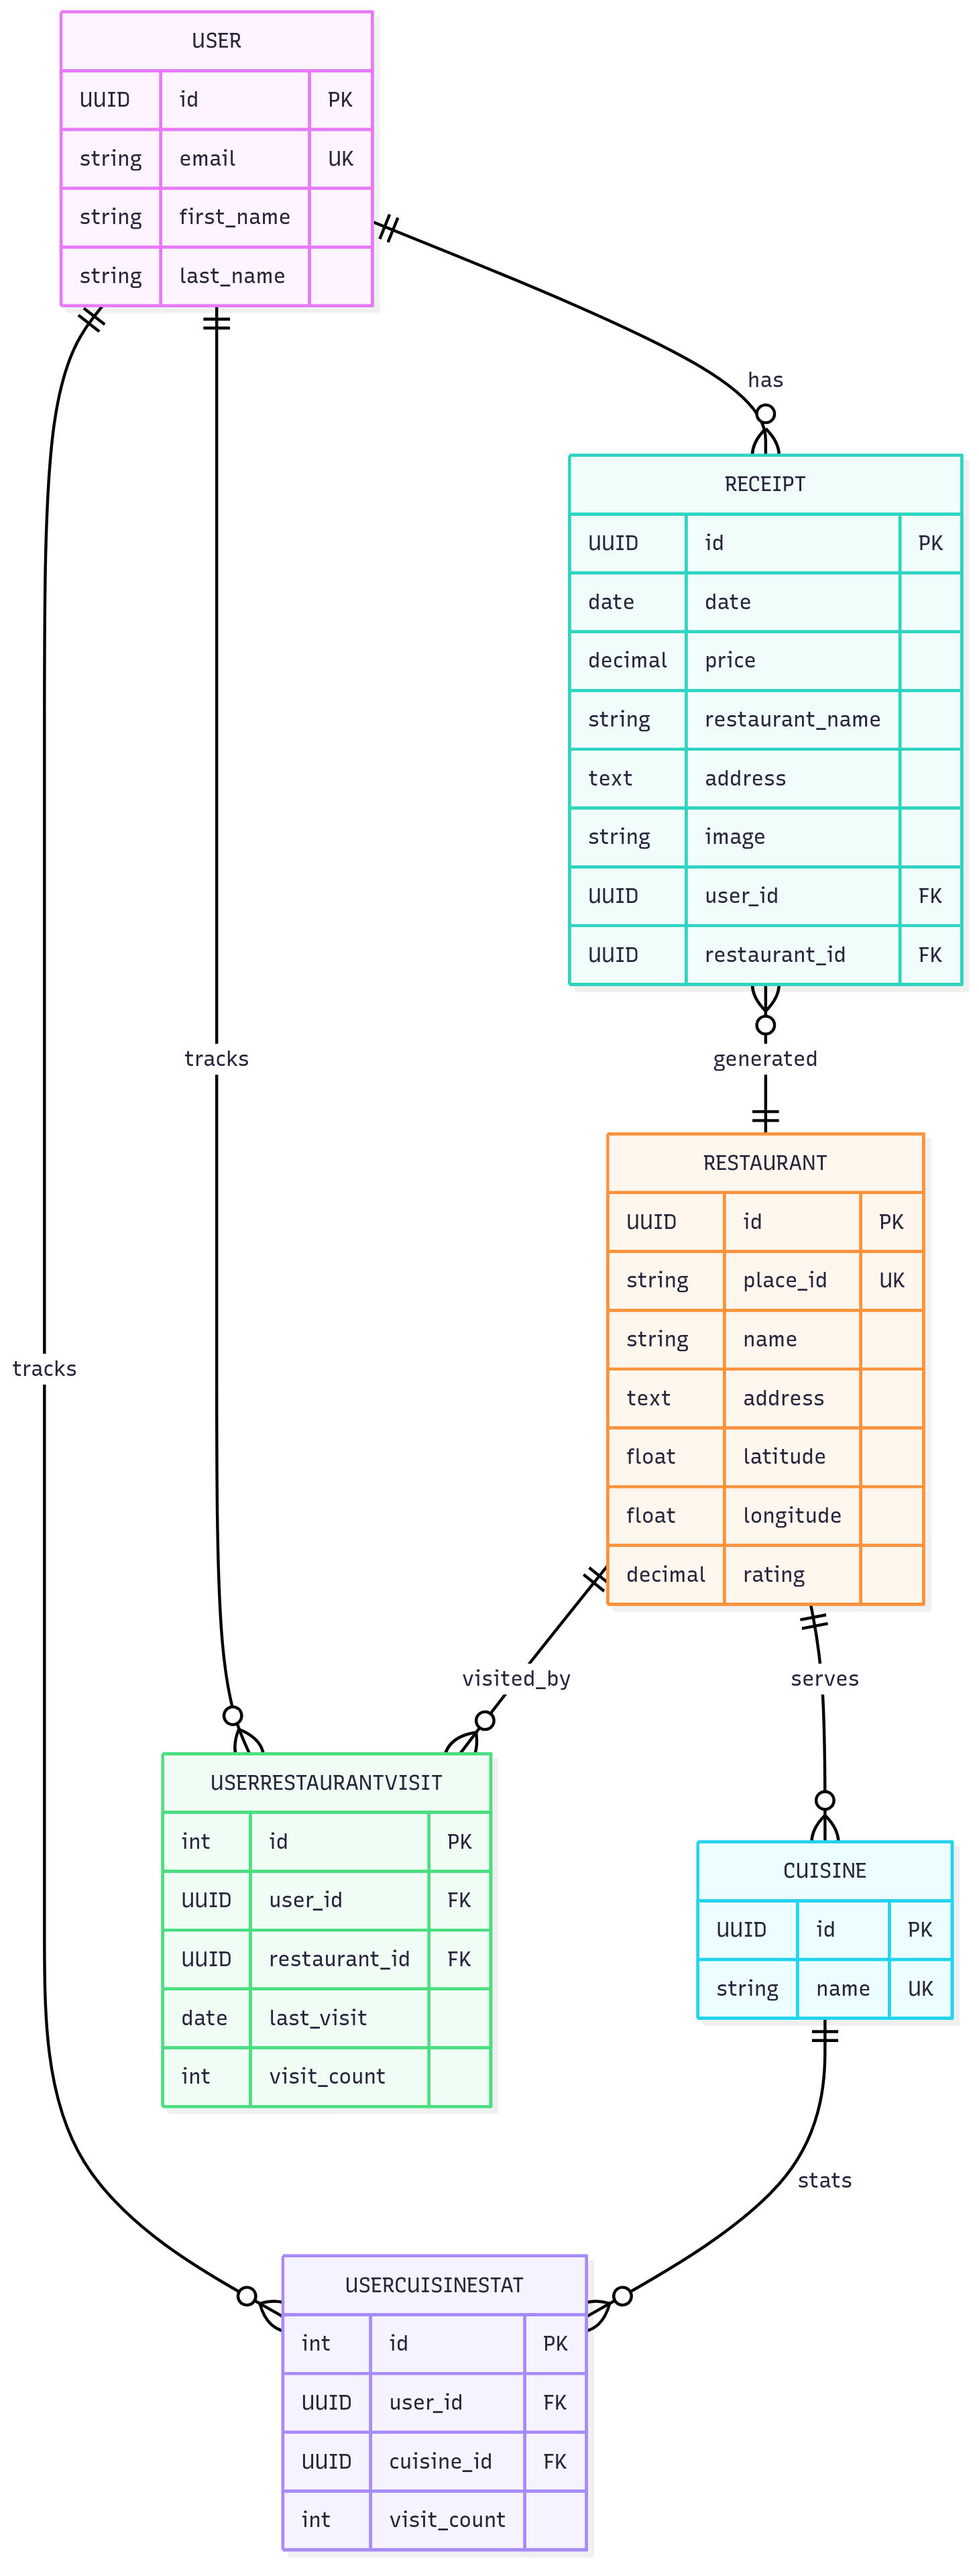 USER
UUID id PK
string email UK
string first_name
string last_name
has
RECEIPT
UUID id PK
date date
decimal price
string restaurant_name
text address
string image
UUID user_id FK
UUID restaurant_id FK
tracks
generated
RESTAURANT
UUID id PK
string place_id UK
string name
text address
float latitude
float longitude
decimal rating
tracks
visited_by
serves
USERRESTAURANTVISIT
int id PK
UUID user_id FK
UUID restaurant_id FK
date last_visit
int visit_count
CUISINE
UUID id PK
string name UK
stats
USERCUISINESTAT
int id PK
UUID user_id FK
UUID cuisine_id FK
int visit_count